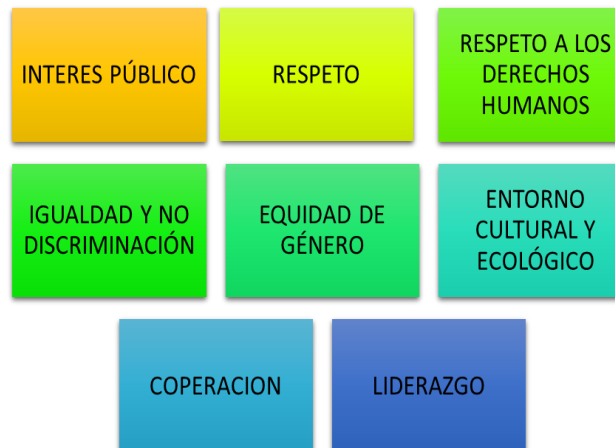 INTERES PÚBLICO
RESPETO
RESPETO A LOS
DERECHOS
HUMANOS
IGUALDAD Y NO
DISCRIMINACIÓN
EQUIDAD DE
GÉNERO
ENTORNO
CULTURAL Y
ECOLÓGICO
COPERACION
LIDERAZGO